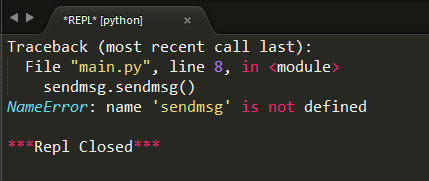 *REPL* [python]
Traceback (most recent call last):
  File "main.py", line 8, in <module>
    sendmsg.sendmsg()
NameError: name 'sendmsg' is not defined
***Repl Closed***